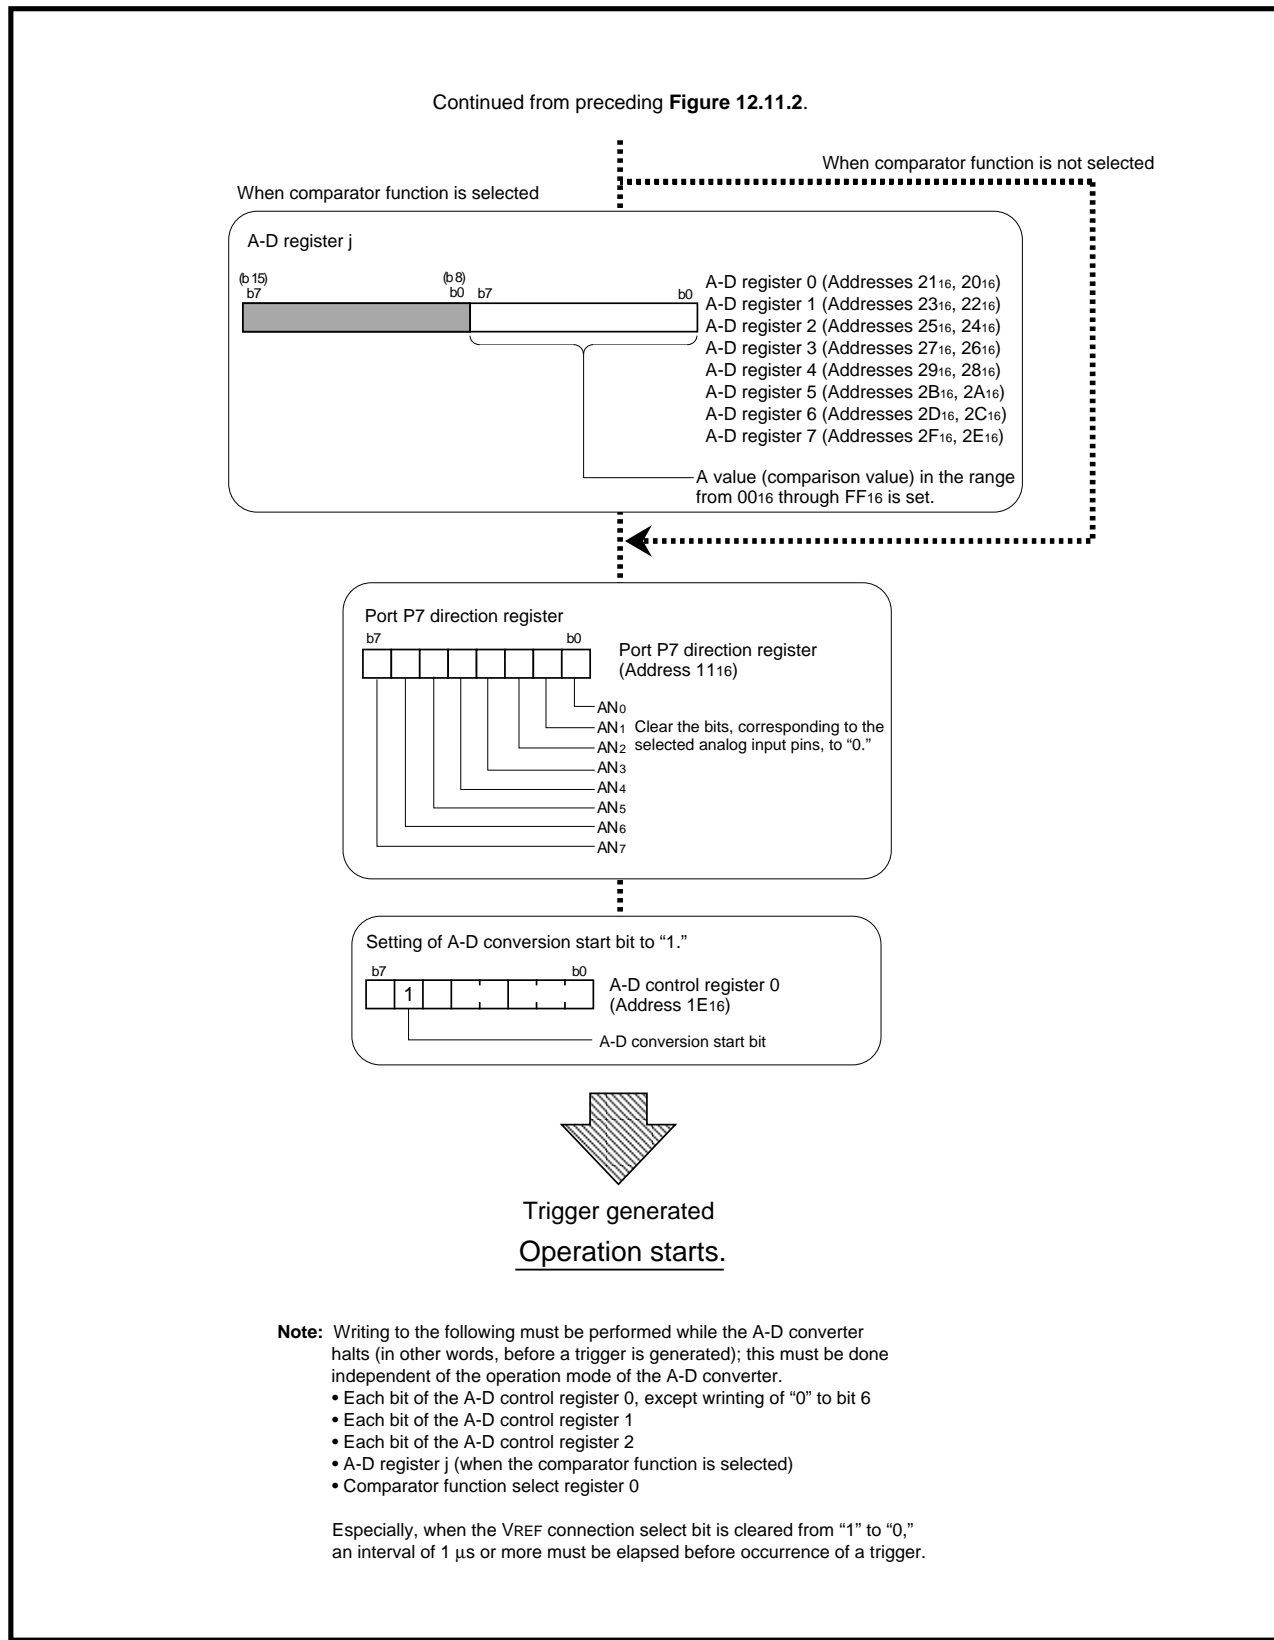 Continued from preceding Figure 12.11.2.
When comparator function is not selected
When comparator function is selected
A-D register j
(b15) (b8)
b7 b0 b7 b0
A-D register 0 (Addresses 2116, 2016)
A-D register 1 (Addresses 2316, 2216)
A-D register 2 (Addresses 2516, 2416)
A-D register 3 (Addresses 2716, 2616)
A-D register 4 (Addresses 2916, 2816)
A-D register 5 (Addresses 2B16, 2A16)
A-D register 6 (Addresses 2D16, 2C16)
A-D register 7 (Addresses 2F16, 2E16)
A value (comparison value) in the range
from 0016 through FF16 is set.
Port P7 direction register
b7 b0
Port P7 direction register
(Address 1116)
AN0
AN1 Clear the bits, corresponding to the
AN2 selected analog input pins, to “0.”
AN3
AN4
AN5
AN6
AN7
Setting of A-D conversion start bit to “1.”
b7 b0
1
A-D control register 0
(Address 1E16)
A-D conversion start bit
Trigger generated
Operation starts.
Note: Writing to the following must be performed while the A-D converter
halts (in other words, before a trigger is generated); this must be done
independent of the operation mode of the A-D converter.
• Each bit of the A-D control register 0, except wrinting of “0” to bit 6
• Each bit of the A-D control register 1
• Each bit of the A-D control register 2
• A-D register j (when the comparator function is selected)
• Comparator function select register 0
Especially, when the VREF connection select bit is cleared from “1” to “0,”
an interval of 1 μs or more must be elapsed before occurrence of a trigger.